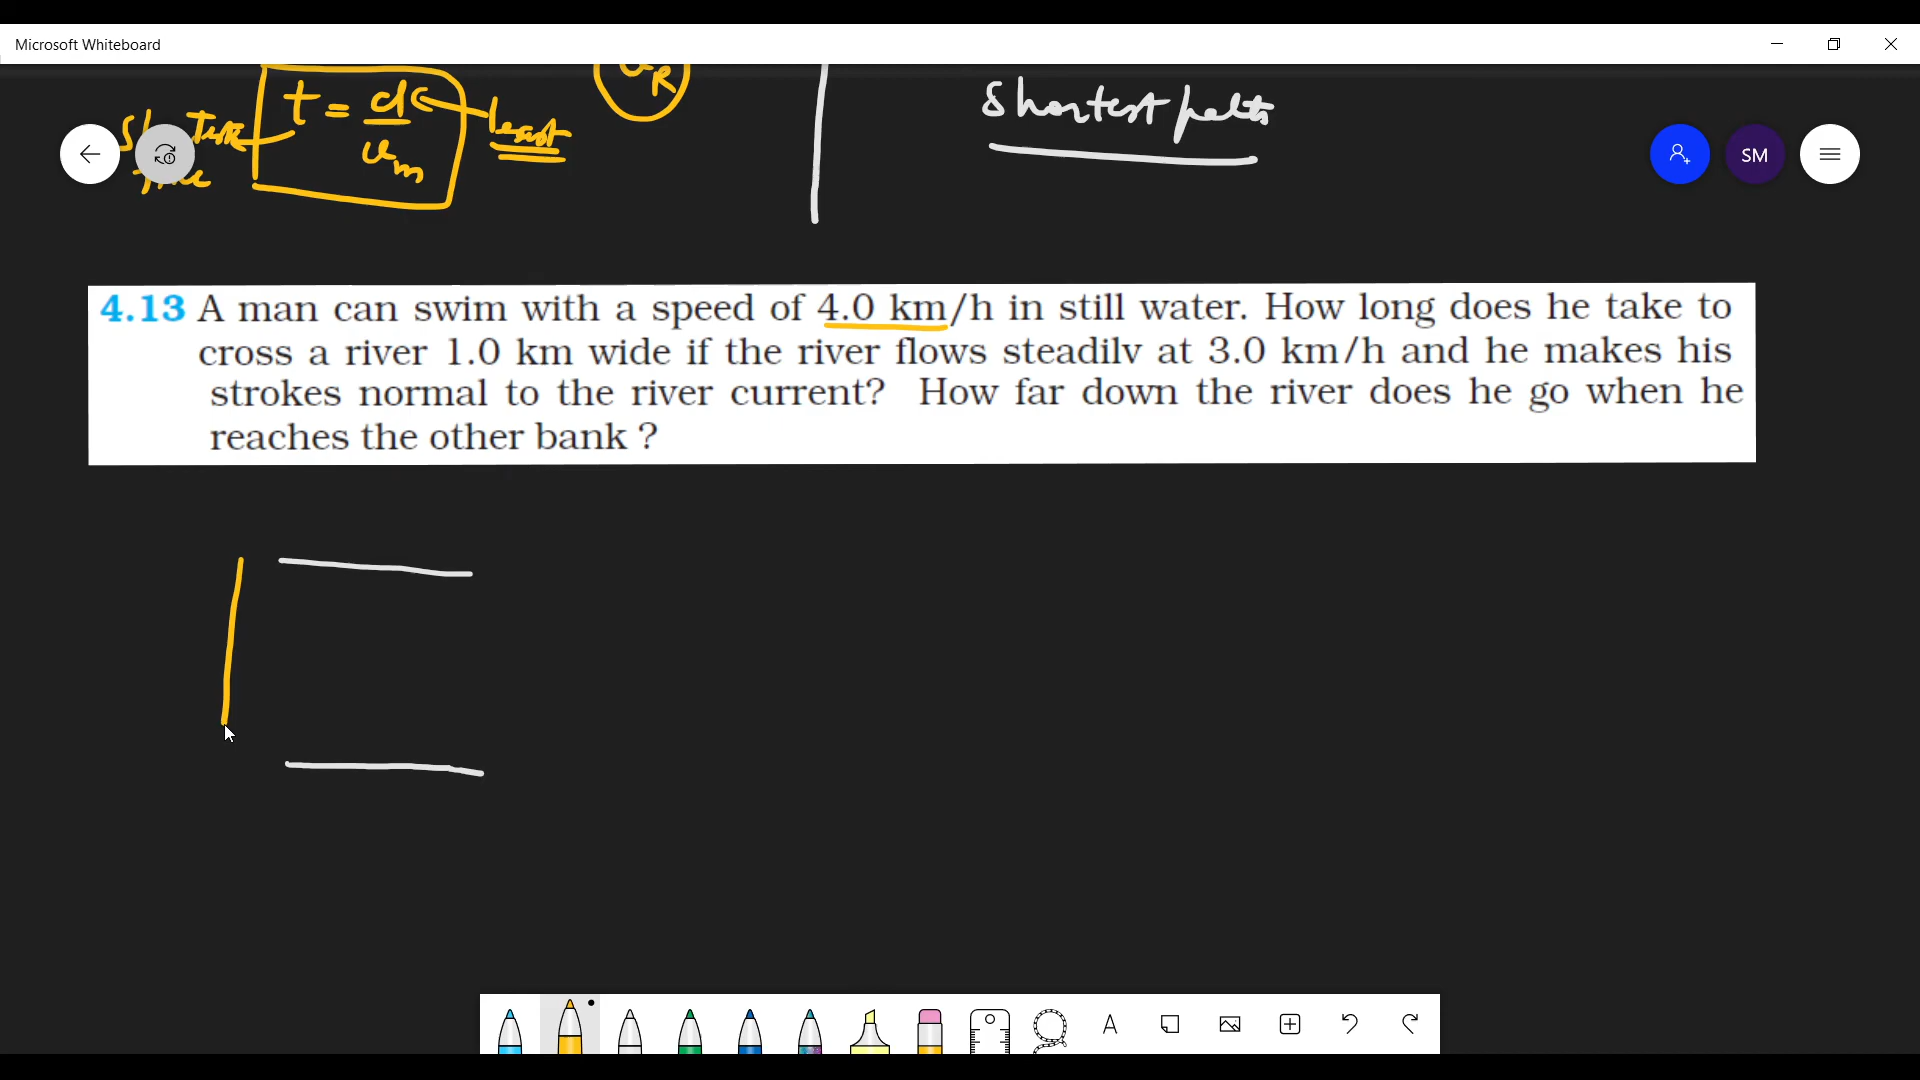 Microsoft Whiteboard
t = d least
v_m
R
Shortest path
SM
4.13 A man can swim with a speed of 4.0 km/h in still water. How long does he take to
cross a river 1.0 km wide if the river flows steadilv at 3.0 km/h and he makes his
strokes normal to the river current? How far down the river does he go when he
reaches the other bank ?
A